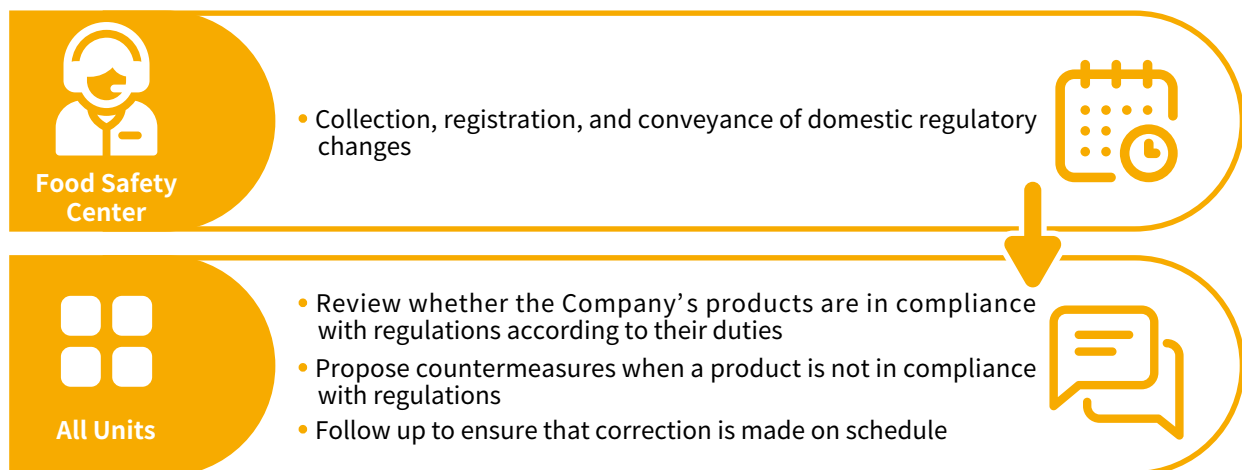 Food Safety
Center
• Collection, registration, and conveyance of domestic regulatory
changes
All Units
• Review whether the Company’s products are in compliance
with regulations according to their duties
• Propose countermeasures when a product is not in compliance
with regulations
• Follow up to ensure that correction is made on schedule